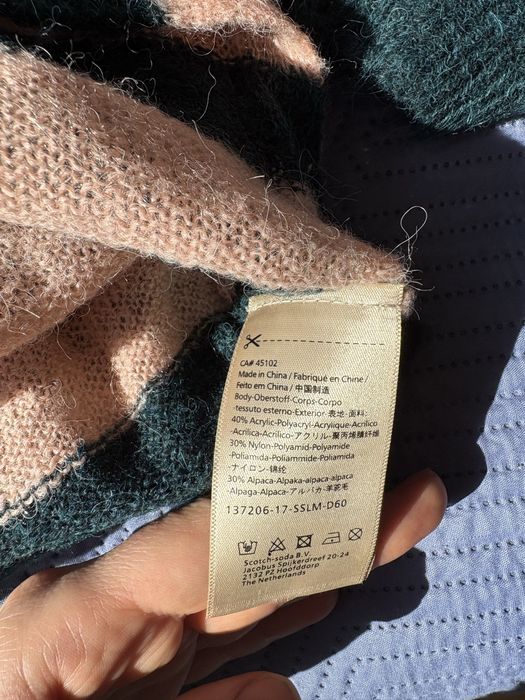 CA# 45102
Made in China / Fabriqué en Chine /
Feito em China / 中国制造
Body-Oberstoff-Corps-Corpo
-tessuto esterno-Exterior-表地-面料:
40% Acrylic-Polyacryl-Acrylique-Acrilico
-Acrílica-Acrílico-アクリル-聚丙烯腈纤维
30% Nylon-Polyamid-Polyamide
-Poliamida-Poliammide-Poliamida
-ナイロン-锦纶
30% Alpaca-Alpaka-alpaca-alpaca
-Alpaga-Alpaca-アルパカ-羊驼毛
137206-17-SSLM-D60
Scotch-soda B.V.
Jacobus Spijkerdreef 20-24
2132 PZ Hoofddorp
The Netherlands